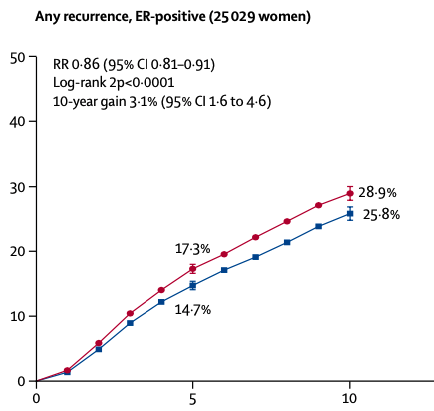 Any recurrence, ER-positive (25 029 women)
50
RR 0·86 (95% CI 0·81–0·91)
Log-rank 2p<0·0001
10-year gain 3·1% (95% CI 1·6 to 4·6)
40
30
28·9%
25·8%
20
17·3%
14·7%
10
0
0 5 10